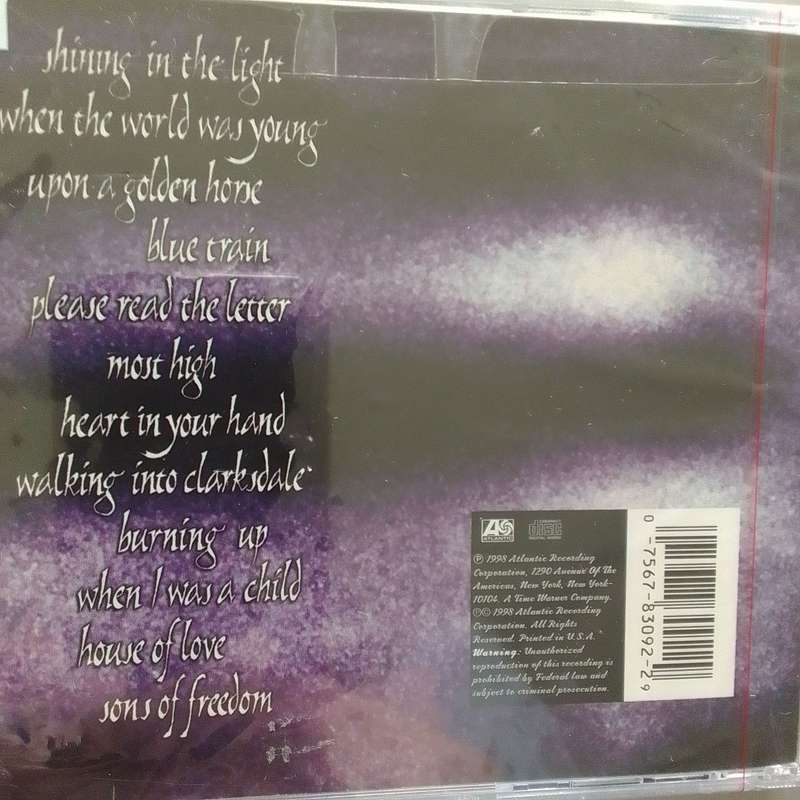 shining in the light
when the world was young
upon a golden horse
blue train
please read the letter
most high
heart in your hand
walking into clarksdale
burning up
when I was a child
house of love
sons of freedom
ATLANTIC
COMPACT
disc
DIGITAL AUDIO
℗ 1998 Atlantic Recording
Corporation, 1290 Avenue Of The
Americas, New York, New York
10104. A Time Warner Company.
℗© 1998 Atlantic Recording
Corporation. All Rights
Reserved. Printed in U.S.A.
Warning: Unauthorized
reproduction of this recording is
prohibited by Federal law and
subject to criminal prosecution.
0 7567-83092-2 9